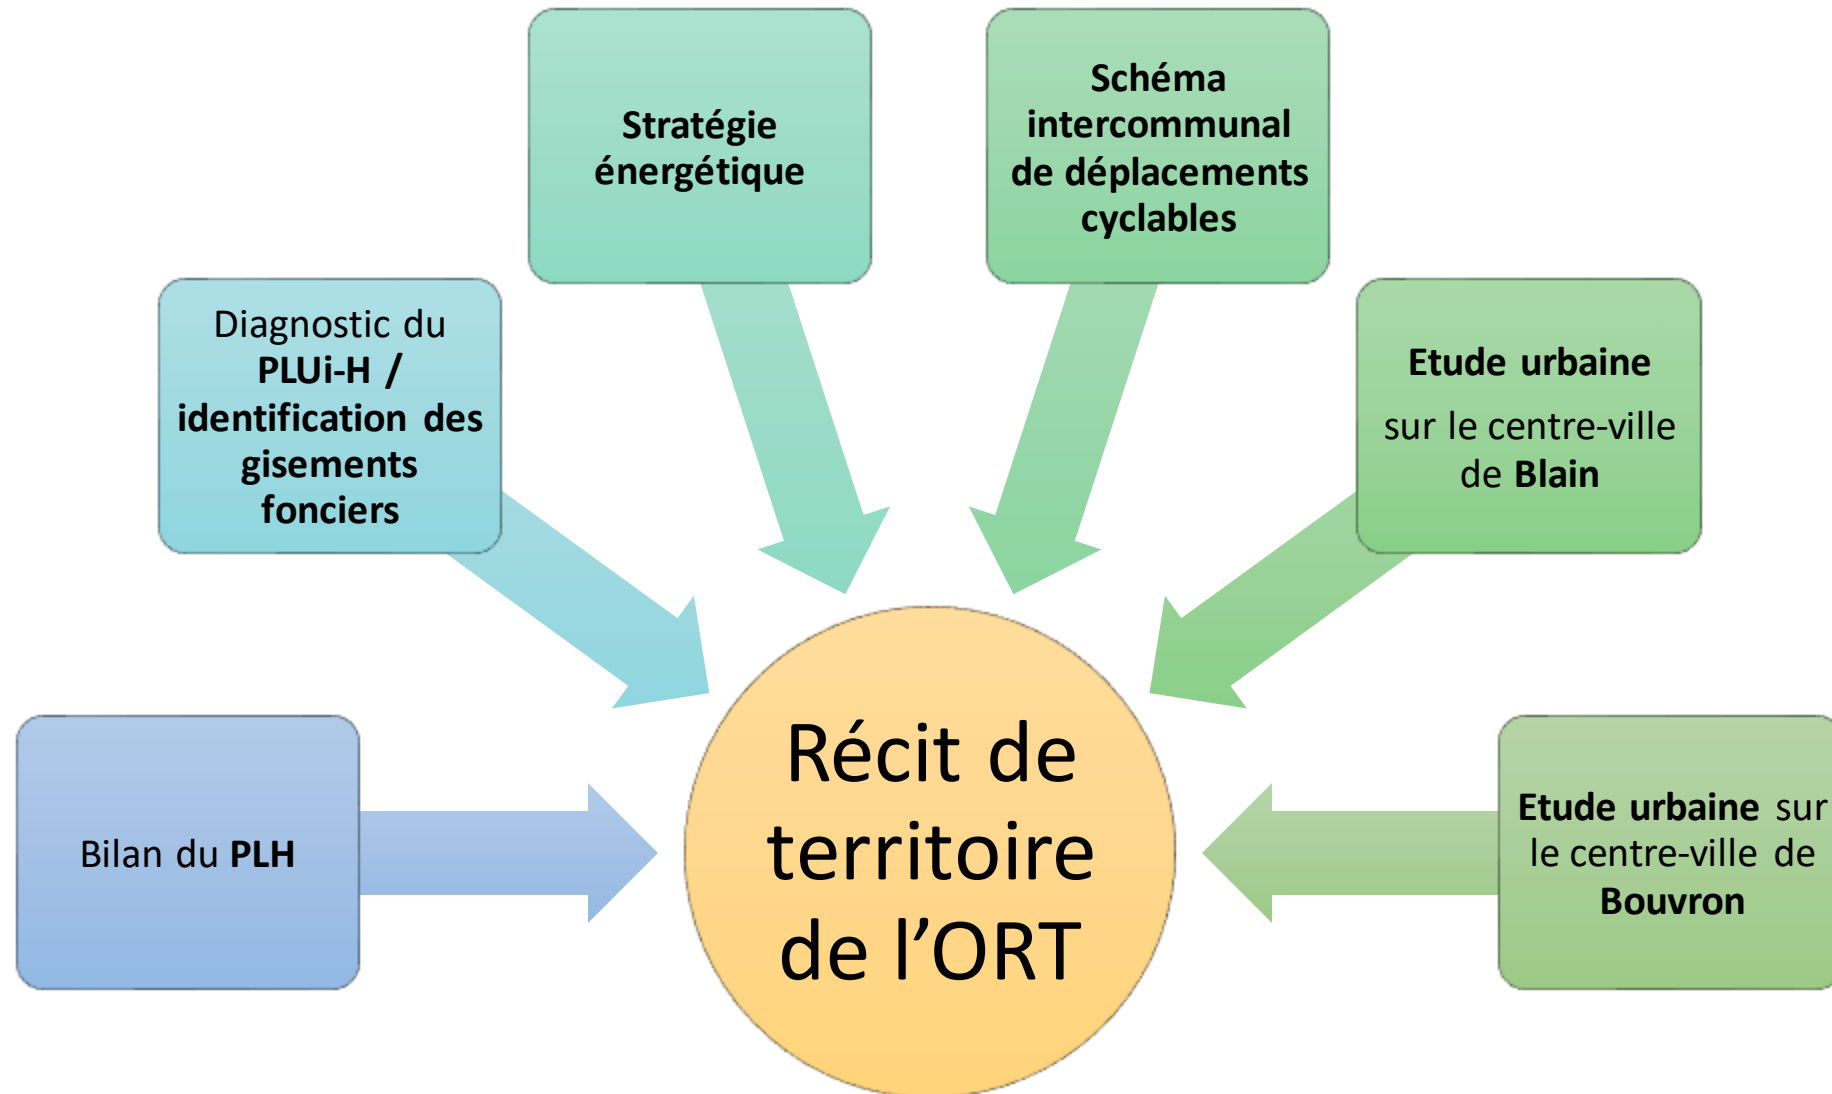 Stratégie
énergétique
Schéma
intercommunal
de déplacements
cyclables
Diagnostic du
PLUi-H /
identification des
gisements
fonciers
Etude urbaine
sur le centre-ville
de Blain
Bilan du PLH
Récit de
territoire
de l’ORT
Etude urbaine sur
le centre-ville de
Bouvron